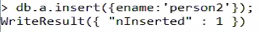 > db.a.insert({ename:'person2'});
WriteResult({ "nInserted" : 1 })